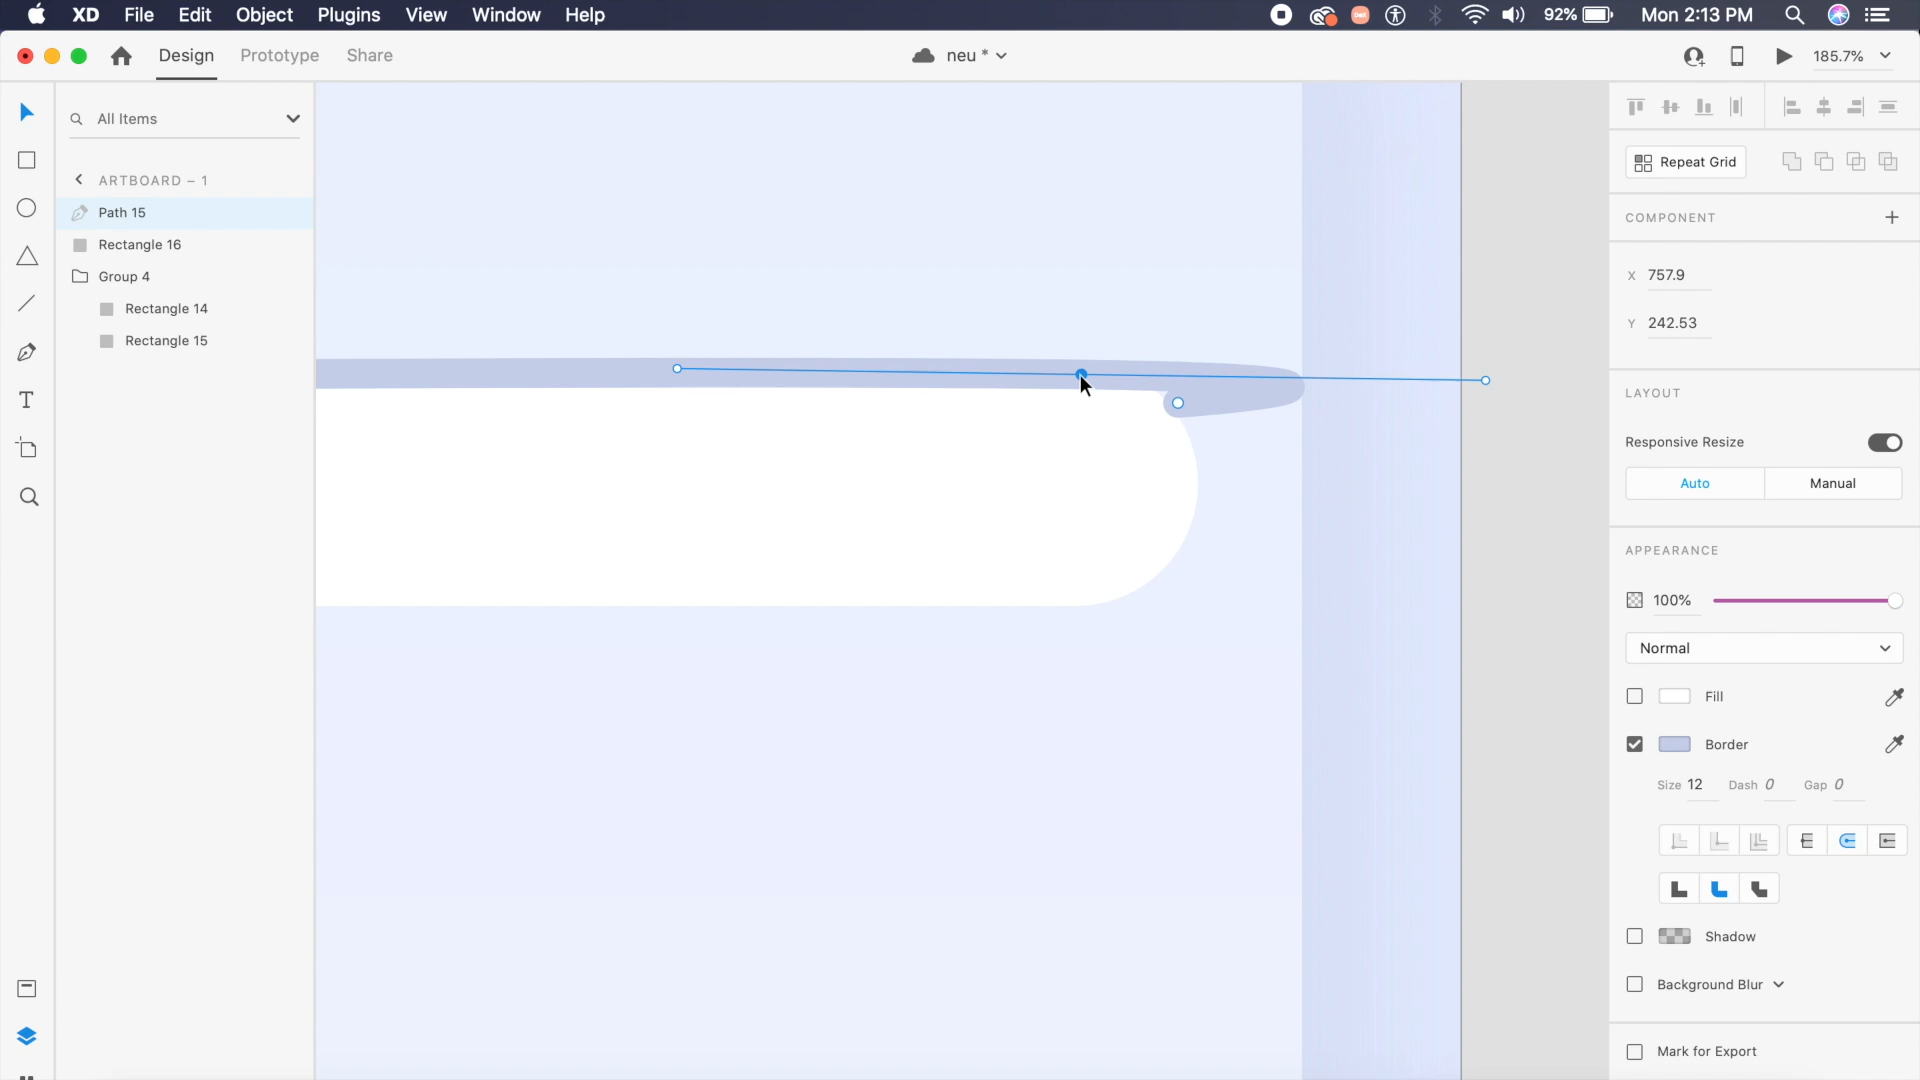 XD File Edit Object Plugins View Window Help 92% Mon 2:13 PM
Design Prototype Share neu * 185.7%
All Items
ARTBOARD – 1
Path 15
Rectangle 16
Group 4
Rectangle 14
Rectangle 15
T
Repeat Grid
COMPONENT
X 757.9
Y 242.53
LAYOUT
Responsive Resize
Auto Manual
APPEARANCE
100%
Normal
Fill
Border
Size 12 Dash 0 Gap 0
Shadow
Background Blur
Mark for Export